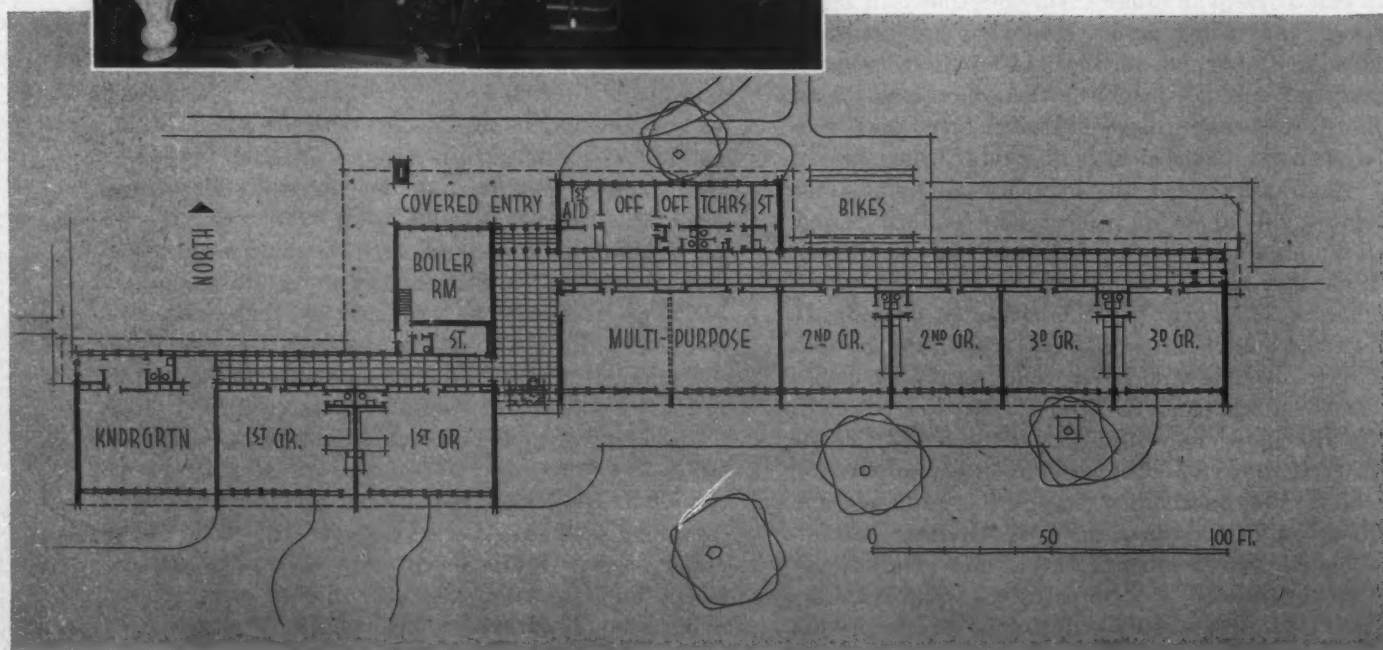 NORTH
COVERED ENTRY
1ST AID
OFF
OFF
TCHRS
ST
BIKES
BOILER
RM
ST.
MULTI-PURPOSE
2ND GR.
2ND GR.
3D GR.
3D GR.
KNDRGRTN
1ST GR.
1ST GR
0 50 100 FT.